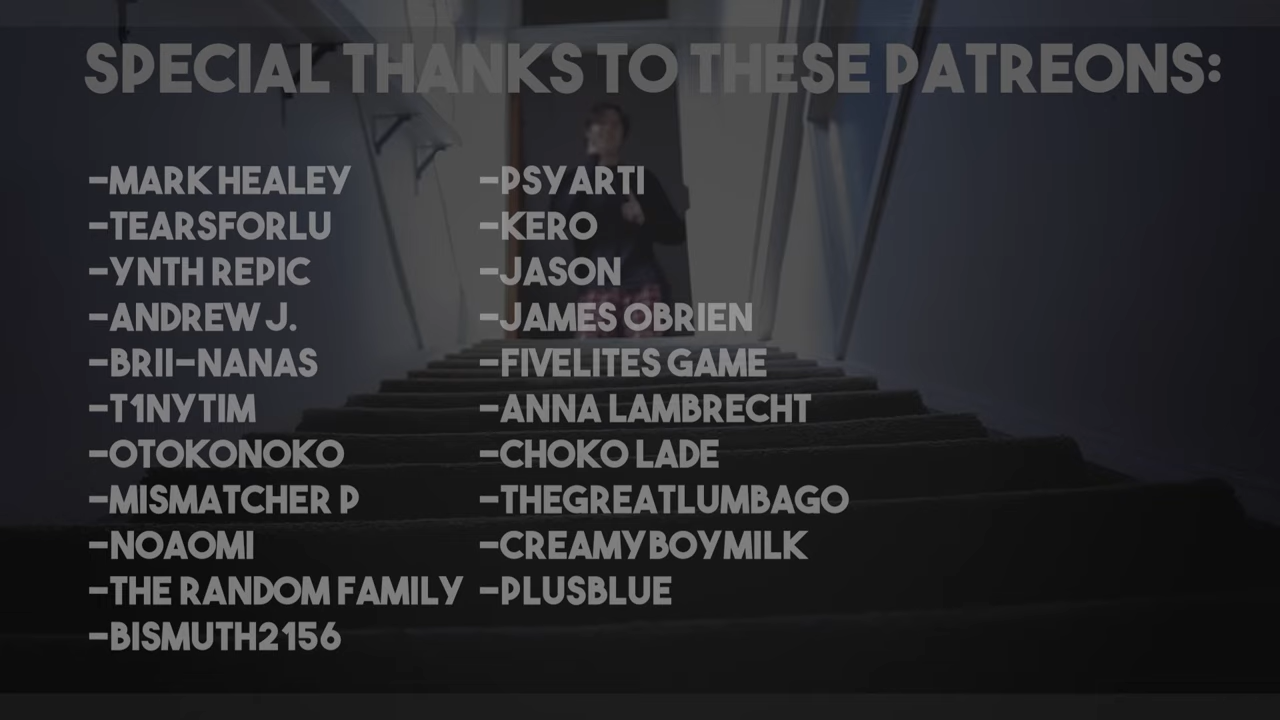 SPECIAL THANKS TO THESE PATREONS:
-MARK HEALEY
-TEARSFORLU
-YNTH REPIC
-ANDREW J.
-BRII-NANAS
-T1NYTIM
-OTOKONOKO
-MISMATCHER P
-NOAOMI
-THE RANDOM FAMILY
-BISMUTH2156
-PSYARTI
-KERO
-JASON
-JAMES OBRIEN
-FIVELITES GAME
-ANNA LAMBRECHT
-CHOKO LADE
-THEGREATLUMBAGO
-CREAMYBOYMILK
-PLUSBLUE